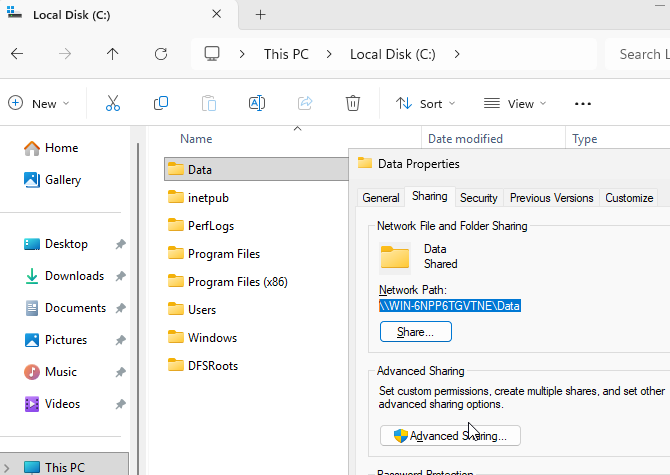 Local Disk (C:)
This PC
Local Disk (C:)
New
Sort
View
Name
Date modified
Type
Home
Gallery
Desktop
Downloads
Documents
Pictures
Music
Videos
This PC
Data
inetpub
PerfLogs
Program Files
Program Files (x86)
Users
Windows
DFSRoots
Data Properties
General
Sharing
Security
Previous Versions
Customize
Network File and Folder Sharing
Data
Shared
Network Path:
\\WIN-6NPP6TGVTNE\Data
Share...
Advanced Sharing
Set custom permissions, create multiple shares, and set other
advanced sharing options.
Advanced Sharing...